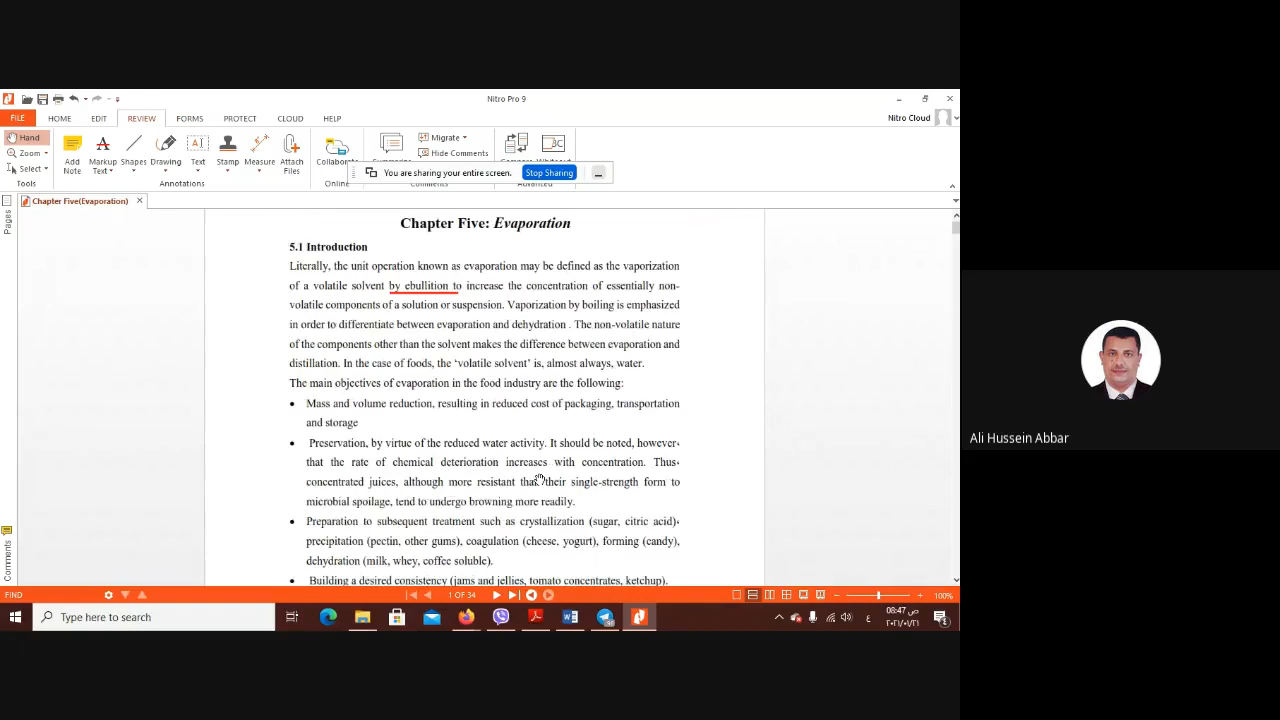 Nitro Pro 9
FILE HOME EDIT REVIEW FORMS PROTECT CLOUD HELP
Nitro Cloud
Hand
Zoom
Select
Tools
Add Note
Markup Text
Shapes
Drawing
Text
Stamp
Measure
Attach Files
Annotations
Collaborate
Online
Migrate
Hide Comments
You are sharing your entire screen. Stop Sharing
Chapter Five(Evaporation)
Pages
Chapter Five: Evaporation
5.1 Introduction
Literally, the unit operation known as evaporation may be defined as the vaporization
of a volatile solvent by ebullition to increase the concentration of essentially non-
volatile components of a solution or suspension. Vaporization by boiling is emphasized
in order to differentiate between evaporation and dehydration . The non-volatile nature
of the components other than the solvent makes the difference between evaporation and
distillation. In the case of foods, the ‘volatile solvent’ is, almost always, water.
The main objectives of evaporation in the food industry are the following:
• Mass and volume reduction, resulting in reduced cost of packaging, transportation
and storage
• Preservation, by virtue of the reduced water activity. It should be noted, however،
that the rate of chemical deterioration increases with concentration. Thus،
concentrated juices, although more resistant than their single-strength form to
microbial spoilage, tend to undergo browning more readily.
• Preparation to subsequent treatment such as crystallization (sugar, citric acid)،
precipitation (pectin, other gums), coagulation (cheese, yogurt), forming (candy),
dehydration (milk, whey, coffee soluble).
• Building a desired consistency (jams and jellies, tomato concentrates, ketchup).
Comments
FIND
1 OF 34
100%
Type here to search
ع
08:47 ص
٢٠٢١/٠١/٢١
Ali Hussein Abbar